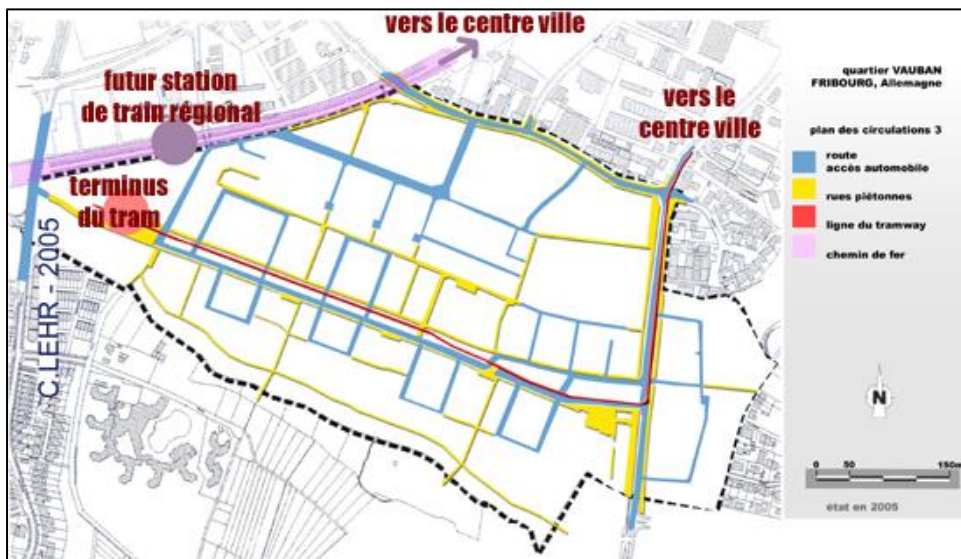 vers le centre ville
futur station
de train régional
vers le
centre ville
terminus
du tram
C.LEHR - 2005
quartier VAUBAN
FRIBOURG, Allemagne
plan des circulations 3
route
accès automobile
rues piétonnes
ligne du tramway
chemin de fer
N
0 50 150m
état en 2005